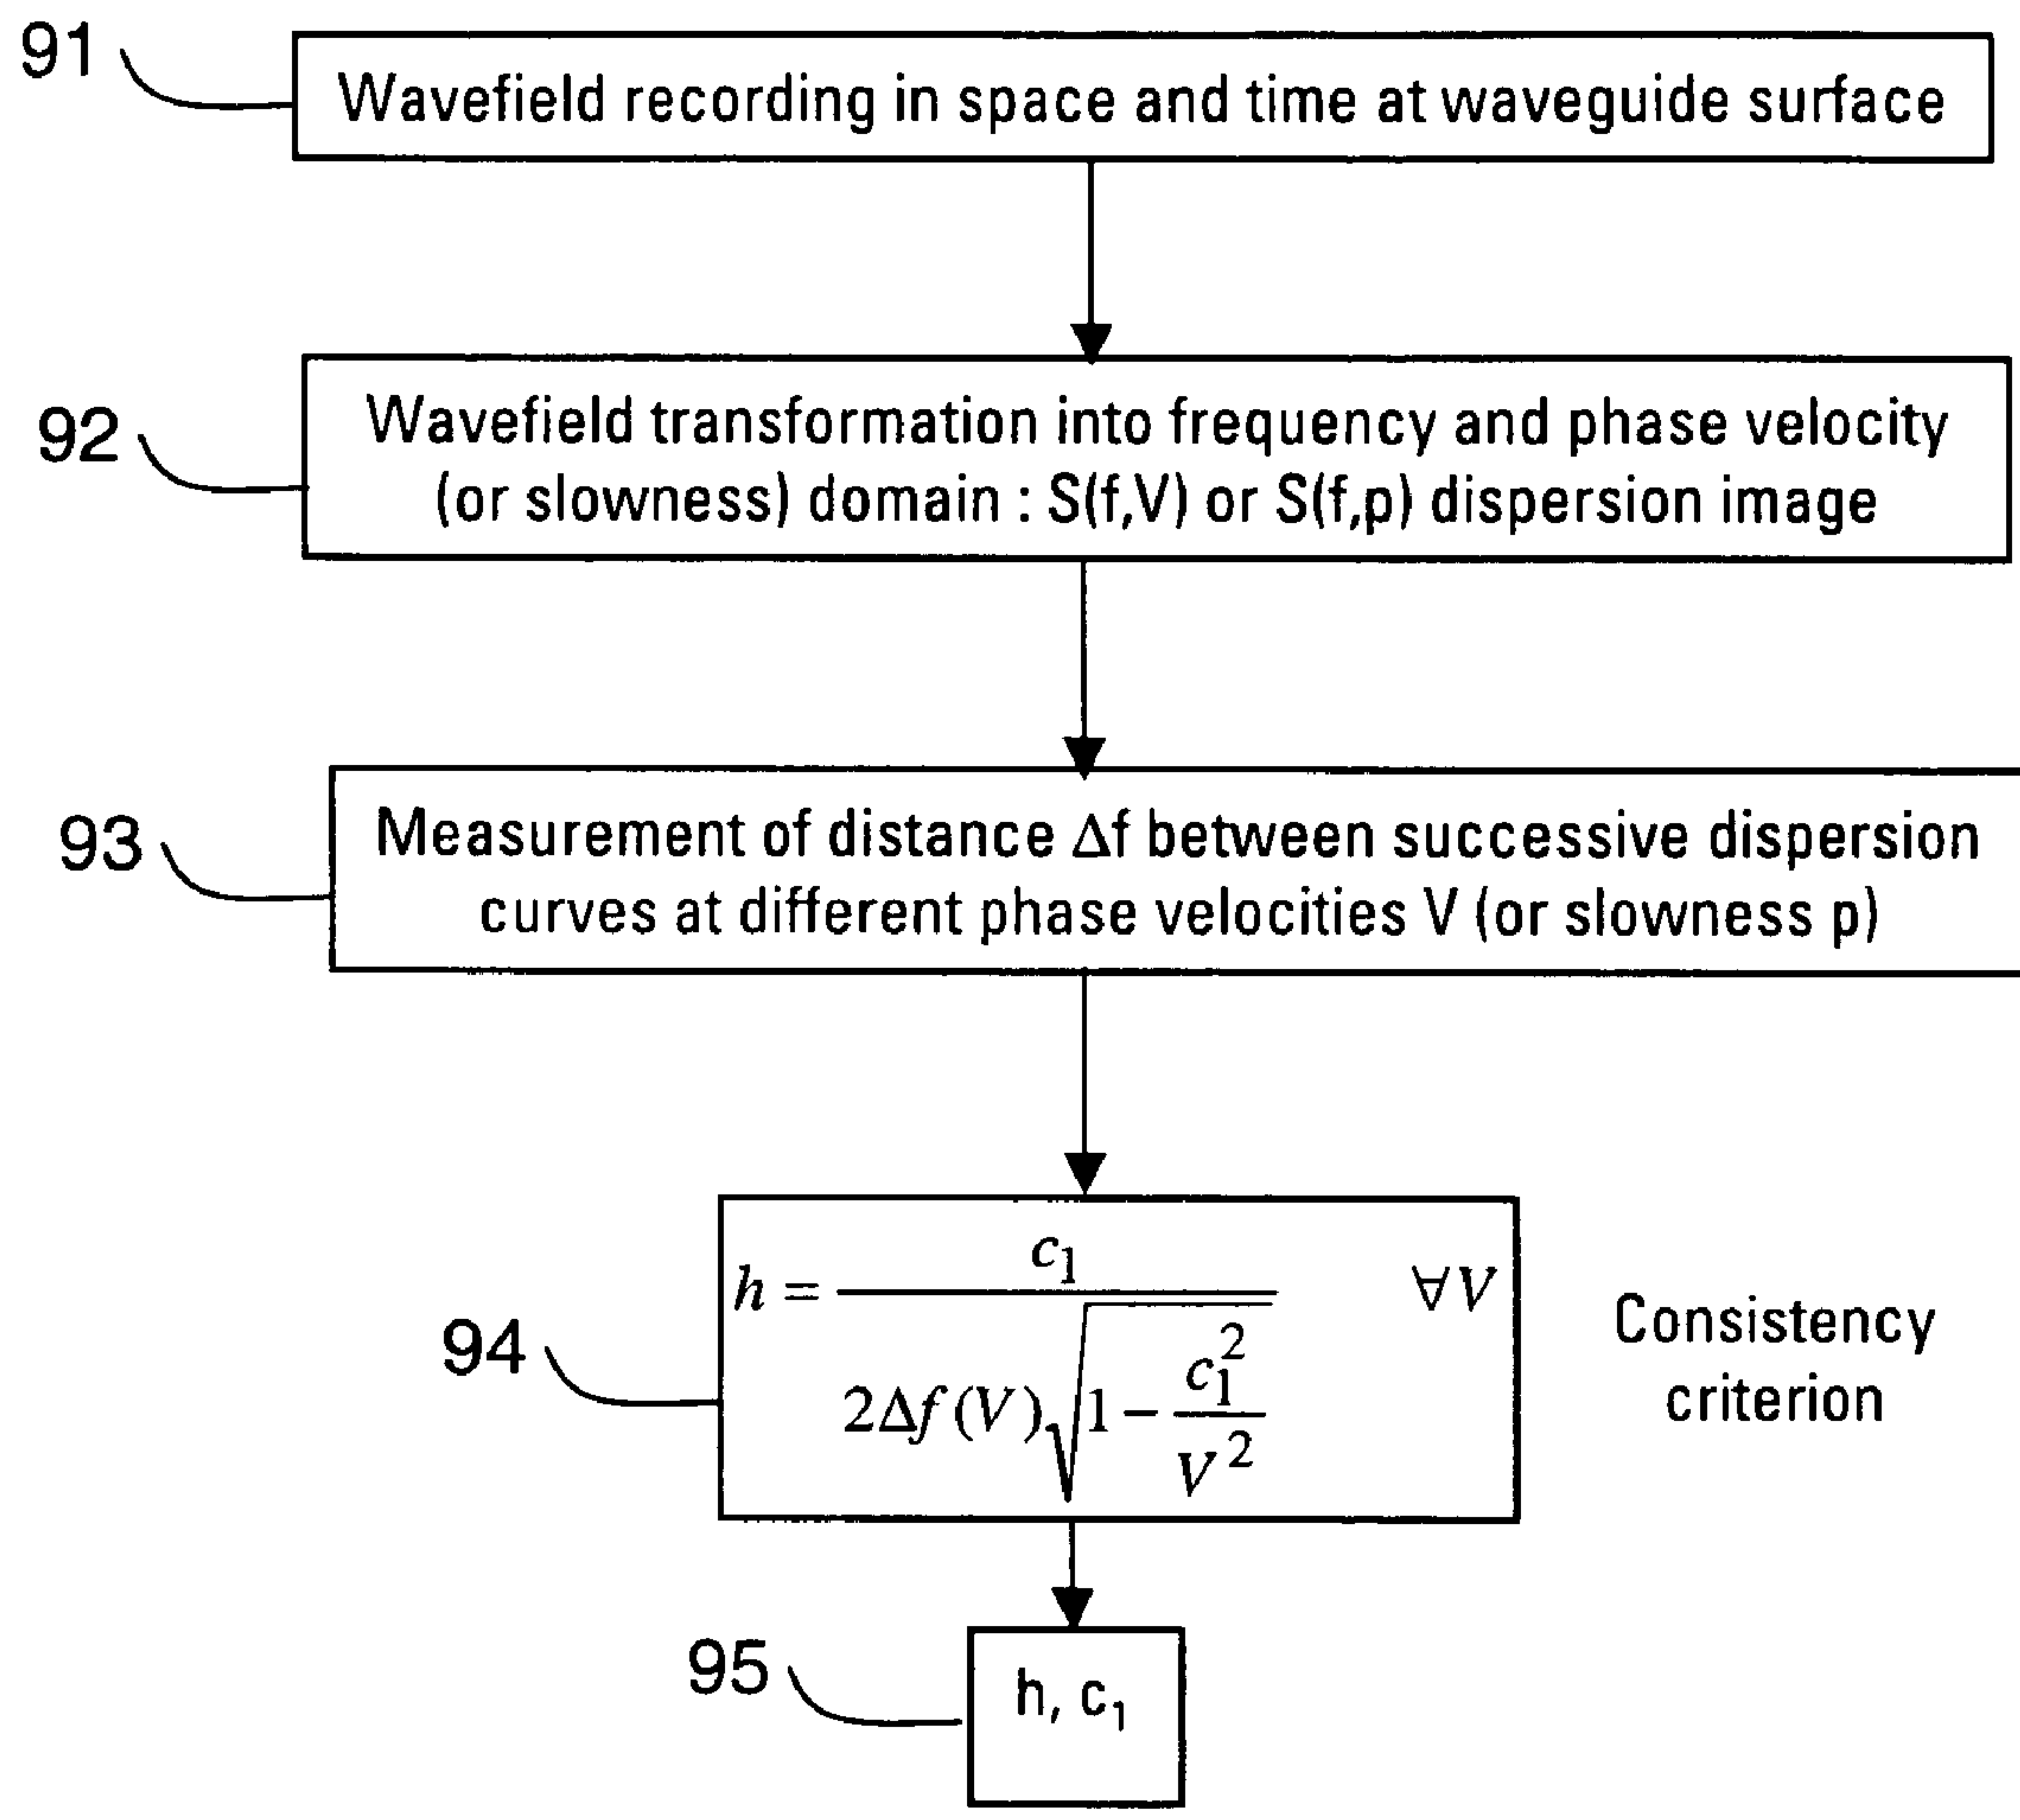 91
Wavefield recording in space and time at waveguide surface
92
Wavefield transformation into frequency and phase velocity
(or slowness) domain : S(f,V) or S(f,p) dispersion image
93
Measurement of distance Δf between successive dispersion
curves at different phase velocities V (or slowness p)
94
h = c₁ / (2Δf(V)√(1 − c₁²/V²)) ∀V
Consistency
criterion
95
h, c₁